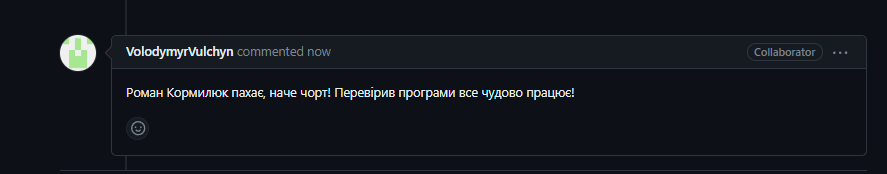 VolodymyrVulchyn commented now Collaborator
Роман Кормилюк пахає, наче чорт! Перевірив програми все чудово працює!